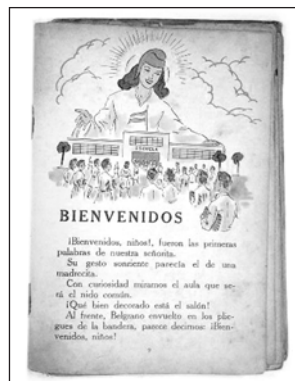 ESCUELA
BIENVENIDOS
¡Bienvenidos, niños!, fueron las primeras
palabras de nuestra señorita.
Su gesto sonriente parecía el de una
madrecita.
Con curiosidad miramos el aula que se-
rá el nido común.
¡Qué bien decorado está el salón!
Al frente, Belgrano envuelto en los plie-
gues de la bandera, parece decirnos: ¡Bien-
venidos, niños!